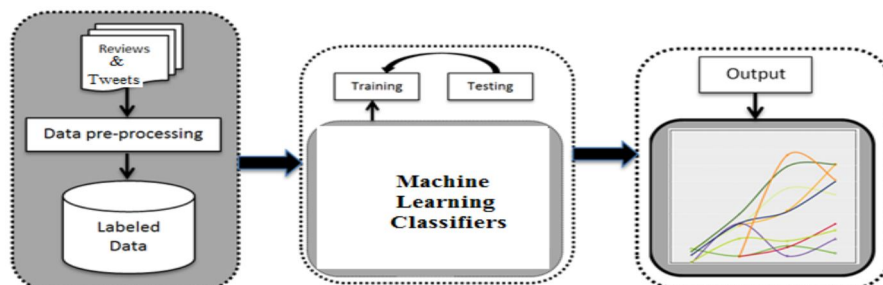 Reviews
&
Tweets
Data pre-processing
Labeled
Data
Training
Testing
Machine
Learning
Classifiers
Output